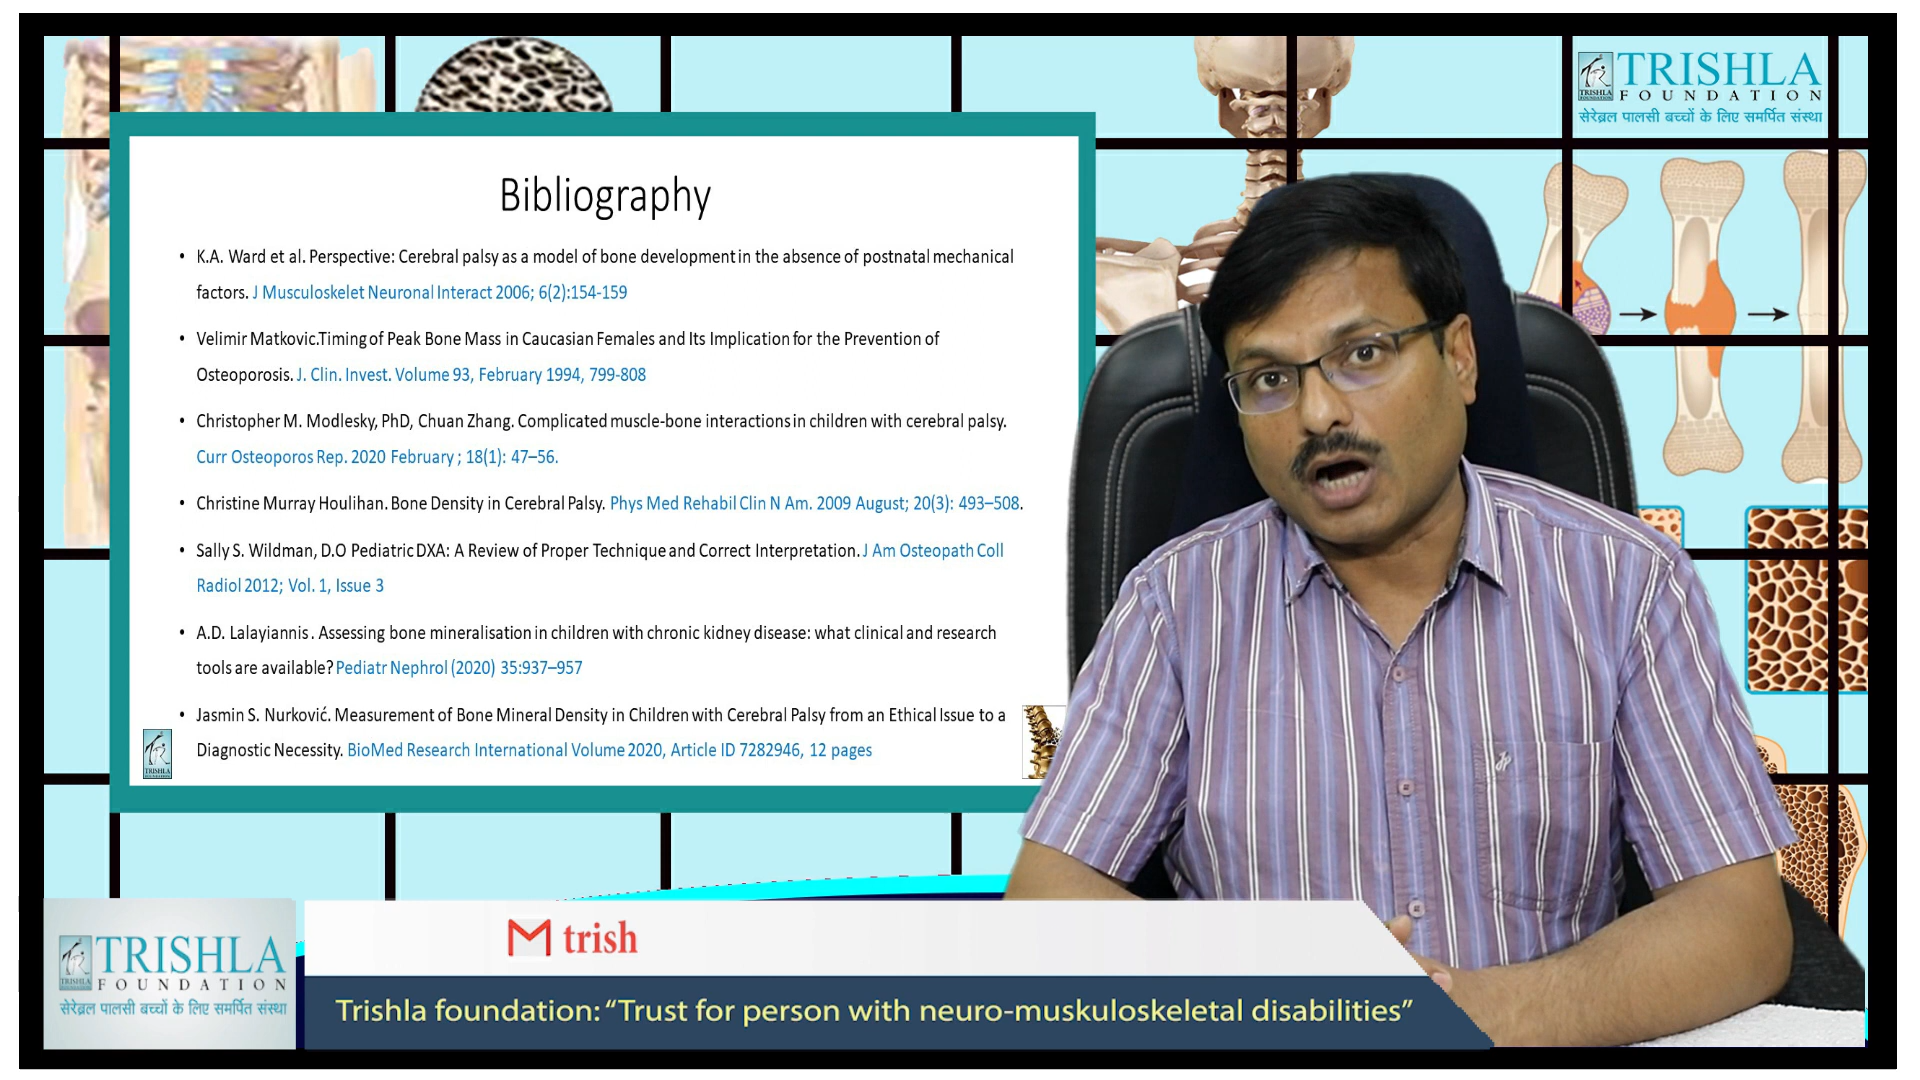 TRISHLA
FOUNDATION
सेरेब्रल पालसी बच्चों के लिए समर्पित संस्था
Bibliography
• K.A. Ward et al. Perspective: Cerebral palsy as a model of bone development in the absence of postnatal mechanical
factors. J Musculoskelet Neuronal Interact 2006; 6(2):154-159
• Velimir Matkovic.Timing of Peak Bone Mass in Caucasian Females and Its Implication for the Prevention of
Osteoporosis. J. Clin. Invest. Volume 93, February 1994, 799-808
• Christopher M. Modlesky, PhD, Chuan Zhang. Complicated muscle-bone interactions in children with cerebral palsy.
Curr Osteoporos Rep. 2020 February ; 18(1): 47–56.
• Christine Murray Houlihan. Bone Density in Cerebral Palsy. Phys Med Rehabil Clin N Am. 2009 August; 20(3): 493–508.
• Sally S. Wildman, D.O Pediatric DXA: A Review of Proper Technique and Correct Interpretation. J Am Osteopath Coll
Radiol 2012; Vol. 1, Issue 3
• A.D. Lalayiannis . Assessing bone mineralisation in children with chronic kidney disease: what clinical and research
tools are available? Pediatr Nephrol (2020) 35:937–957
• Jasmin S. Nurković. Measurement of Bone Mineral Density in Children with Cerebral Palsy from an Ethical Issue to a
Diagnostic Necessity. BioMed Research International Volume 2020, Article ID 7282946, 12 pages
TRISHLA
trish
TRISHLA
FOUNDATION
सेरेब्रल पालसी बच्चों के लिए समर्पित संस्था
Trishla foundation: “Trust for person with neuro-muskuloskeletal disabilities”